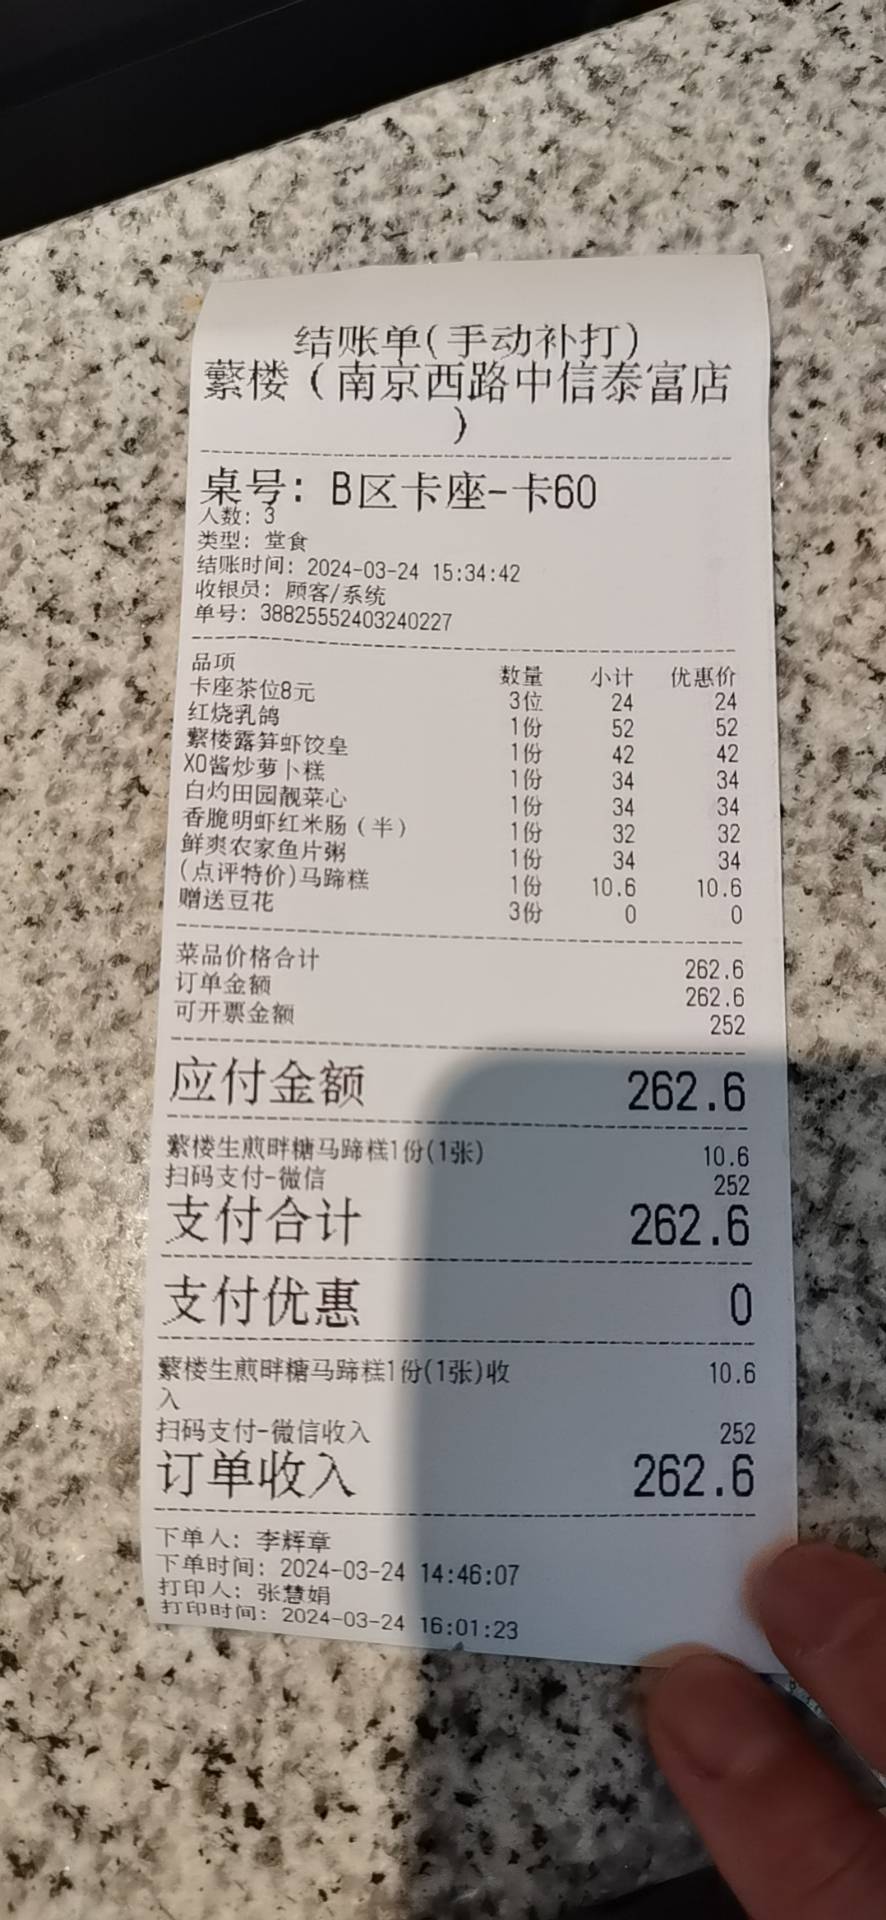 结账单(手动补打)
蘩楼(南京西路中信泰富店
)
桌号: B区卡座-卡60
人数: 3
类型: 堂食
结账时间: 2024-03-24 15:34:42
收银员: 顾客/系统
单号: 38825552403240227
品项 数量 小计 优惠价
卡座茶位8元 3位 24 24
红烧乳鸽 1份 52 52
蘩楼露笋虾饺皇 1份 42 42
XO酱炒萝卜糕 1份 34 34
白灼田园靓菜心 1份 34 34
香脆明虾红米肠(半) 1份 32 32
鲜爽农家鱼片粥 1份 34 34
(点评特价)马蹄糕 1份 10.6 10.6
赠送豆花 3份 0 0
菜品价格合计 262.6
订单金额 262.6
可开票金额 252
应付金额 262.6
蘩楼生煎畔糖马蹄糕1份(1张) 10.6
扫码支付-微信 252
支付合计 262.6
支付优惠 0
蘩楼生煎畔糖马蹄糕1份(1张)收 10.6
入
扫码支付-微信收入 252
订单收入 262.6
下单人: 李辉章
下单时间: 2024-03-24 14:46:07
打印人: 张慧娟
打印时间: 2024-03-24 16:01:23